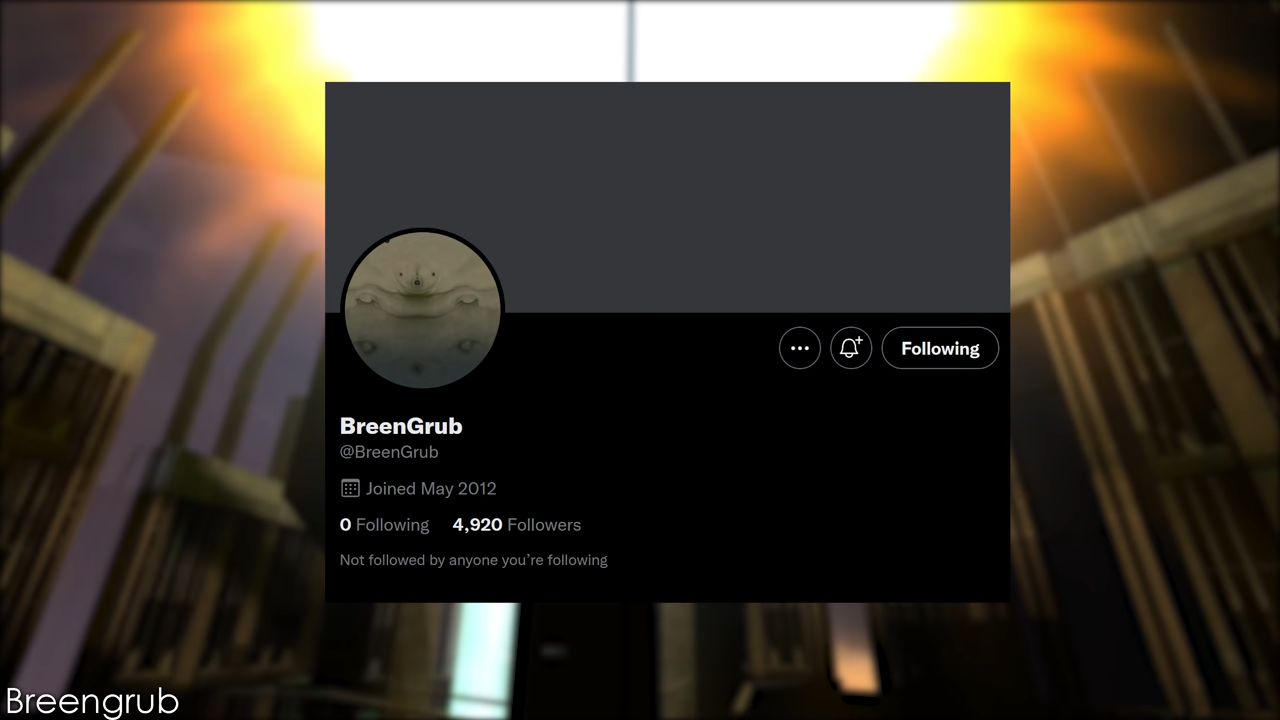 Following
BreenGrub
@BreenGrub
Joined May 2012
0 Following 4,920 Followers
Not followed by anyone you’re following
Breengrub